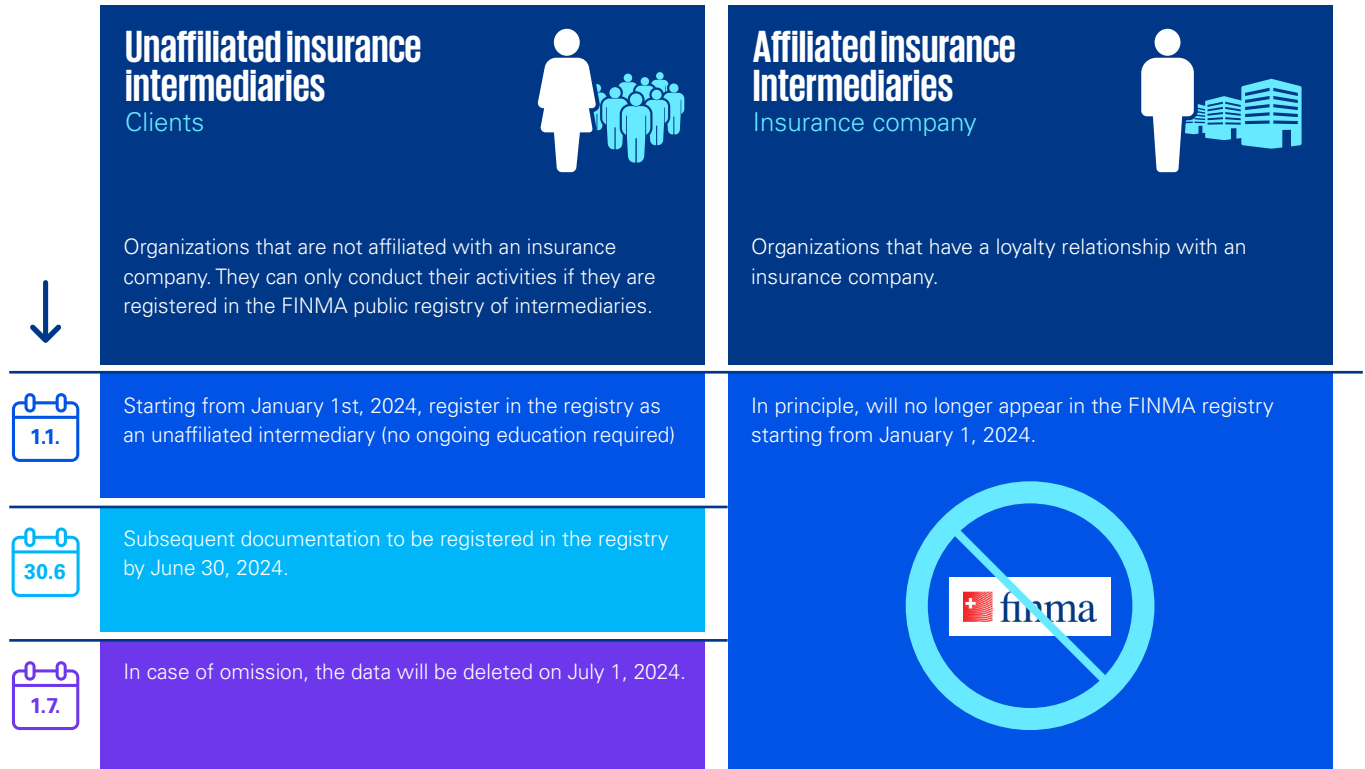 Unaffiliated insurance
intermediaries
Clients
Organizations that are not affiliated with an insurance
company. They can only conduct their activities if they are
registered in the FINMA public registry of intermediaries.
Affiliated insurance
Intermediaries
Insurance company
Organizations that have a loyalty relationship with an
insurance company.
1.1.
Starting from January 1st, 2024, register in the registry as
an unaffiliated intermediary (no ongoing education required)
30.6
Subsequent documentation to be registered in the registry
by June 30, 2024.
1.7.
In case of omission, the data will be deleted on July 1, 2024.
In principle, will no longer appear in the FINMA registry
starting from January 1, 2024.
finma